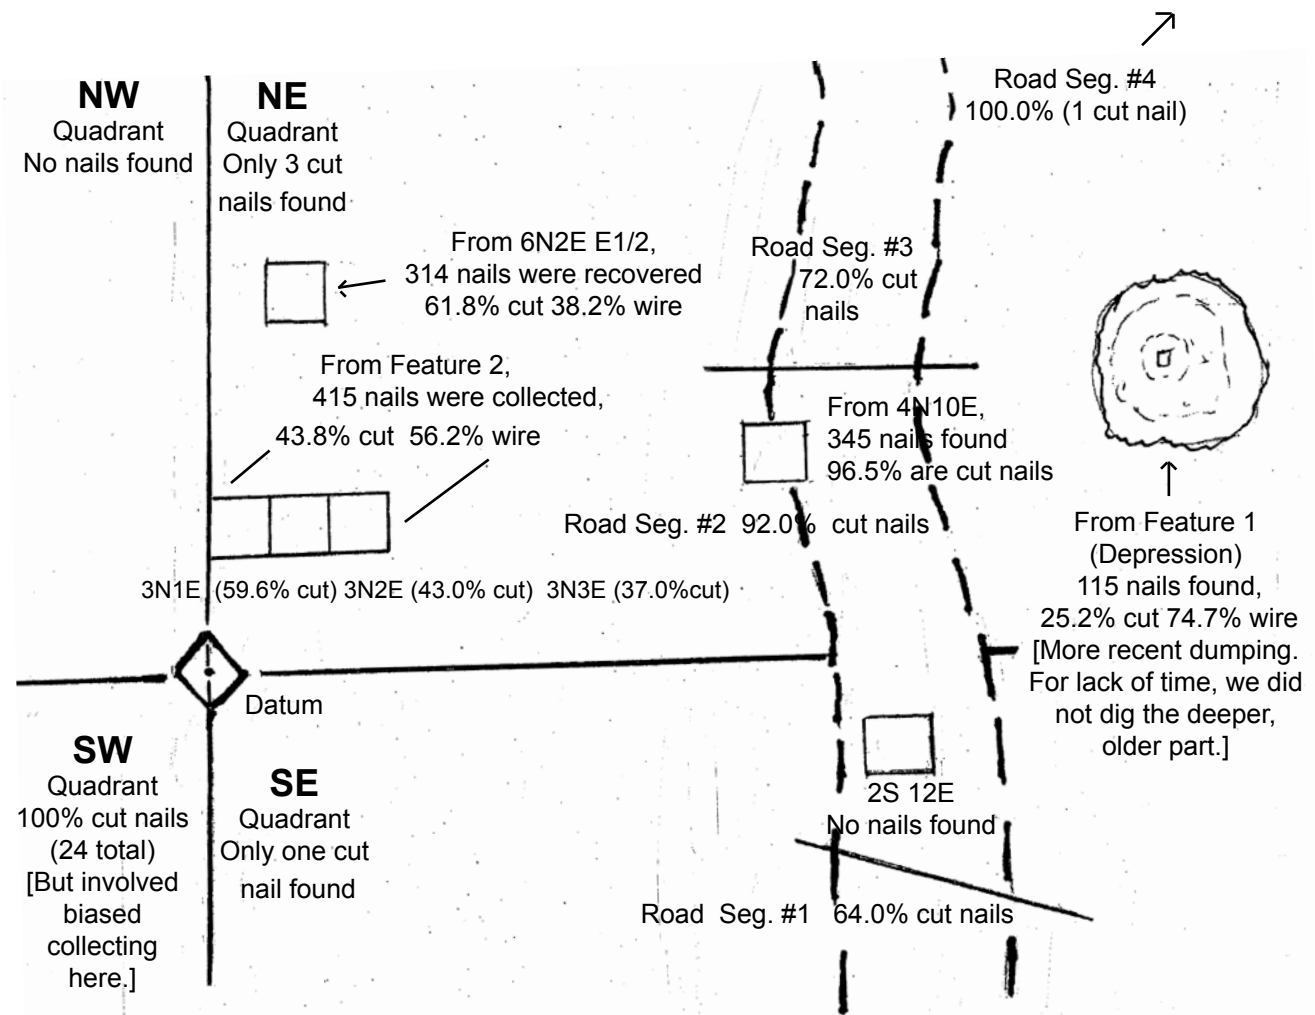 Road Seg. #4
100.0% (1 cut nail)
NW
Quadrant
No nails found
NE
Quadrant
Only 3 cut
nails found
From 6N2E E1/2,
314 nails were recovered
61.8% cut 38.2% wire
Road Seg. #3
72.0% cut
nails
From Feature 2,
415 nails were collected,
43.8% cut 56.2% wire
From 4N10E,
345 nails found
96.5% are cut nails
Road Seg. #2 92.0% cut nails
3N1E (59.6% cut) 3N2E (43.0% cut) 3N3E (37.0%cut)
From Feature 1
(Depression)
115 nails found,
25.2% cut 74.7% wire
[More recent dumping.
For lack of time, we did
not dig the deeper,
older part.]
Datum
SW
Quadrant
100% cut nails
(24 total)
[But involved
biased
collecting
here.]
SE
Quadrant
Only one cut
nail found
2S 12E
No nails found
Road Seg. #1 64.0% cut nails